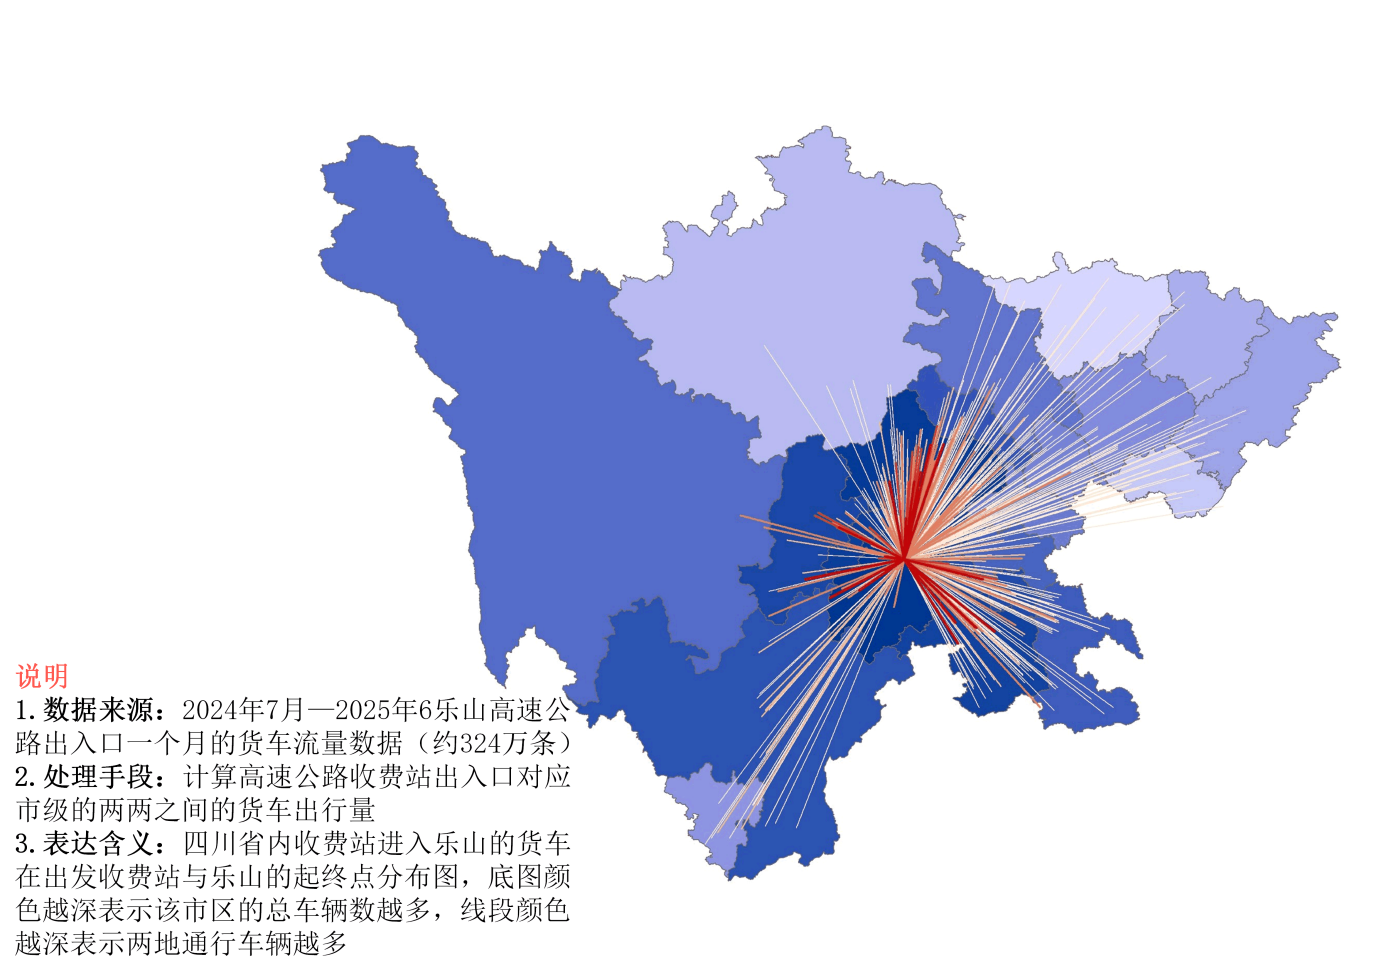 说明
1.数据来源：2024年7月—2025年6乐山高速公
路出入口一个月的货车流量数据（约324万条）
2.处理手段：计算高速公路收费站出入口对应
市级的两两之间的货车出行量
3.表达含义：四川省内收费站进入乐山的货车
在出发收费站与乐山的起终点分布图，底图颜
色越深表示该市区的总车辆数越多，线段颜色
越深表示两地通行车辆越多